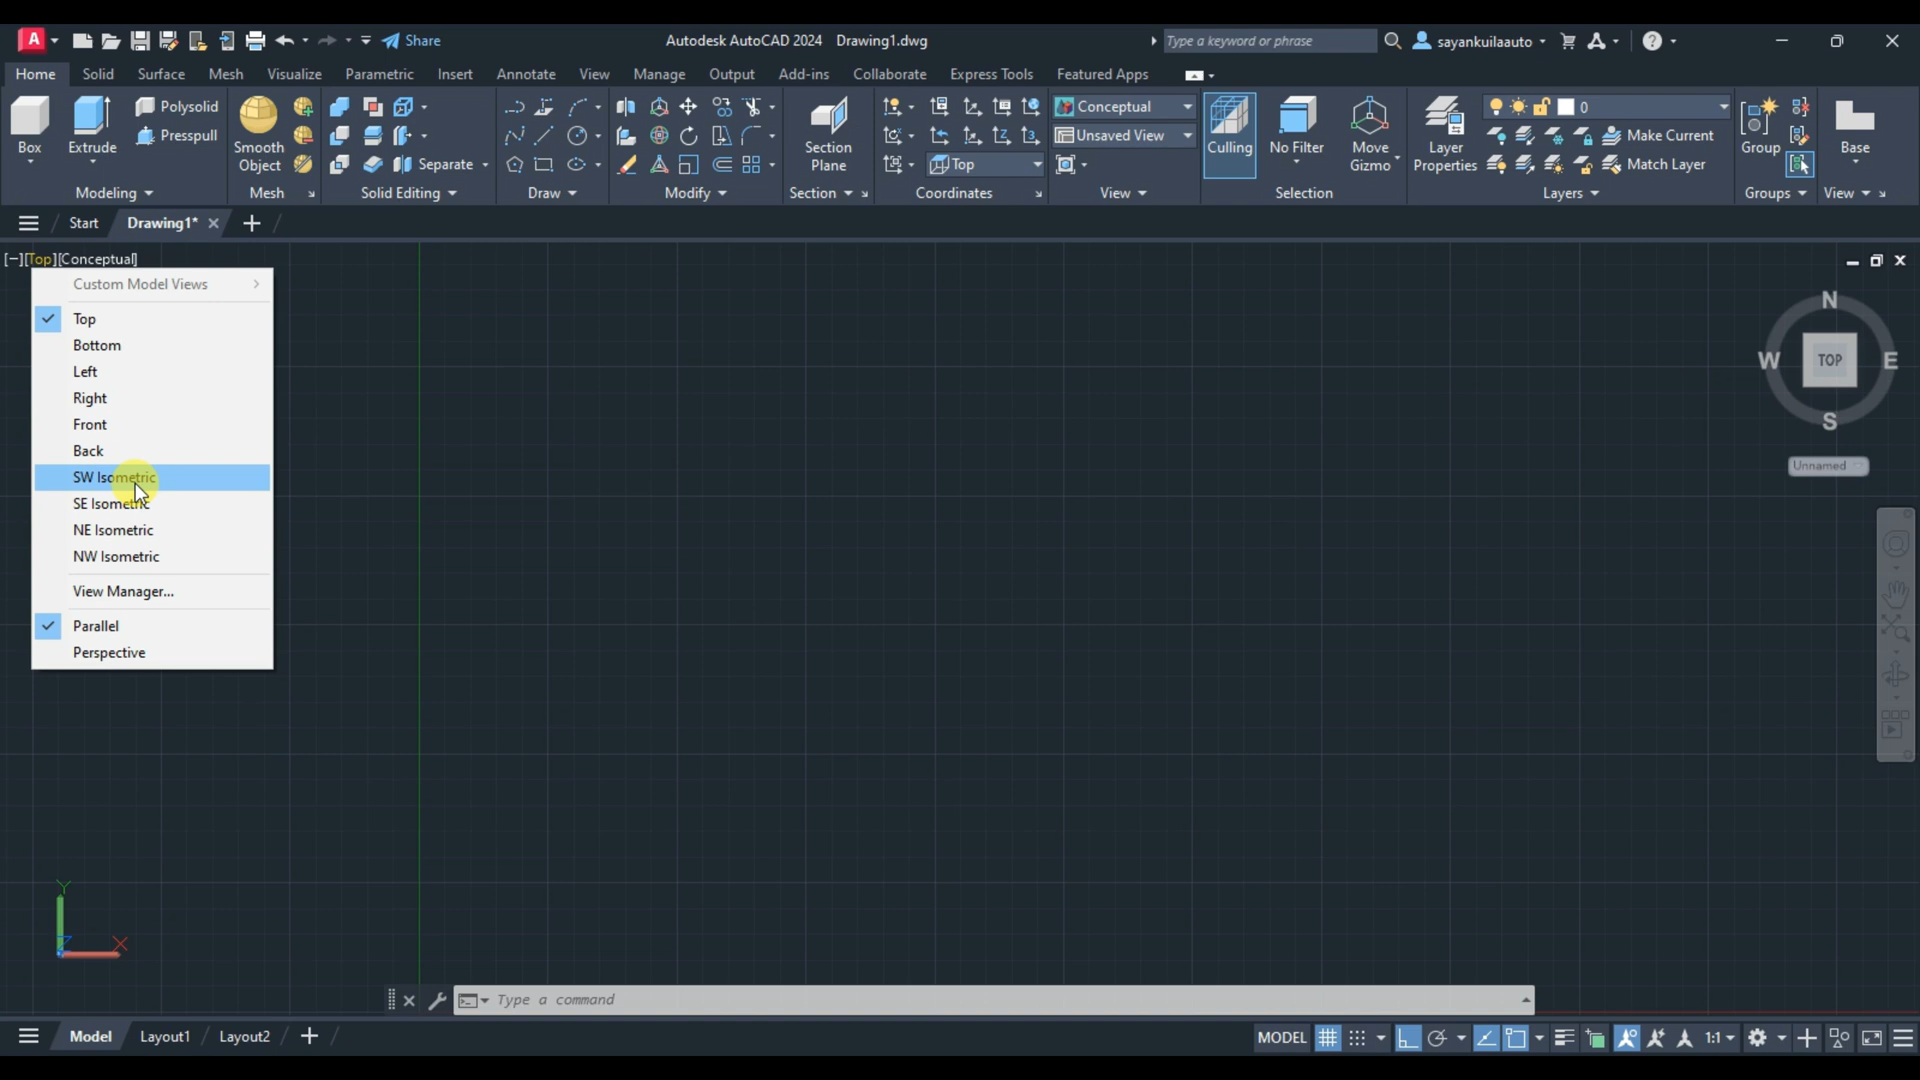 A Share Autodesk AutoCAD 2024 Drawing1.dwg Type a keyword or phrase sayankuilaauto
Home Solid Surface Mesh Visualize Parametric Insert Annotate View Manage Output Add-ins Collaborate Express Tools Featured Apps
Polysolid Conceptual 0
Presspull Unsaved View Make Current
Box Extrude Smooth Object Separate Section Plane Top Culling No Filter Move Gizmo Layer Properties Match Layer Group Base
Modeling Mesh Solid Editing Draw Modify Section Coordinates View Selection Layers Groups View
Start Drawing1* +
[−][Top][Conceptual]
Custom Model Views
Top
Bottom
Left
Right
Front
Back
SW Isometric
SE Isometric
NE Isometric
NW Isometric
View Manager...
Parallel
Perspective
N
W TOP E
S
Unnamed
Y
Z X
Type a command
Model Layout1 Layout2 + MODEL 1:1